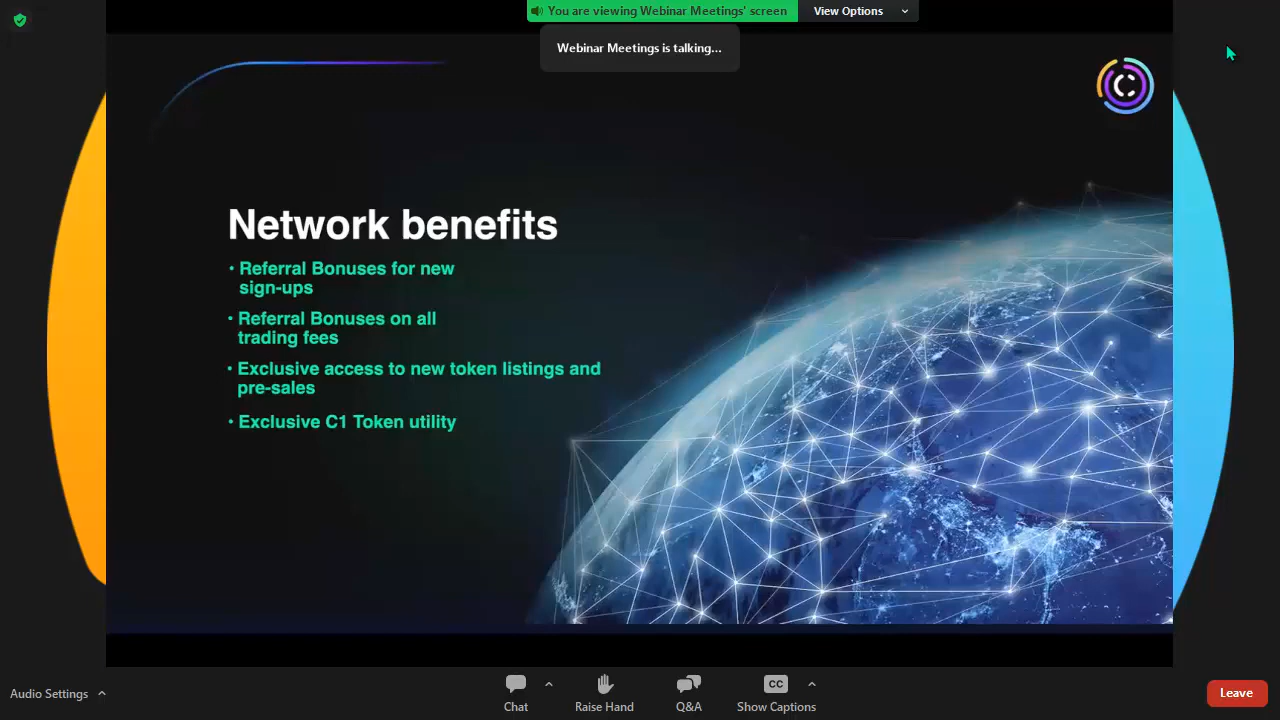 You are viewing Webinar Meetings' screen
View Options
Webinar Meetings is talking...
Network benefits
• Referral Bonuses for new
sign-ups
• Referral Bonuses on all
trading fees
• Exclusive access to new token listings and
pre-sales
• Exclusive C1 Token utility
Audio Settings
Chat
Raise Hand
Q&A
CC
Show Captions
Leave